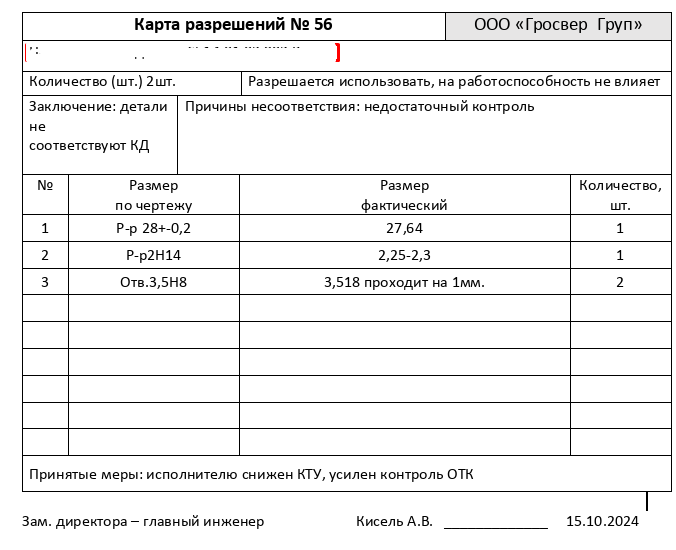 Карта разрешений № 56
ООО «Гросвер Груп»
Количество (шт.) 2шт.
Разрешается использовать, на работоспособность не влияет
Заключение: детали
не
соответствуют КД
Причины несоответствия: недостаточный контроль
№
Размер
по чертежу
Размер
фактический
Количество,
шт.
1 Р-р 28+-0,2 27,64 1
2 Р-р2Н14 2,25-2,3 1
3 Отв.3,5Н8 3,518 проходит на 1мм. 2
Принятые меры: исполнителю снижен КТУ, усилен контроль ОТК
Зам. директора – главный инженер Кисель А.В. _____________ 15.10.2024